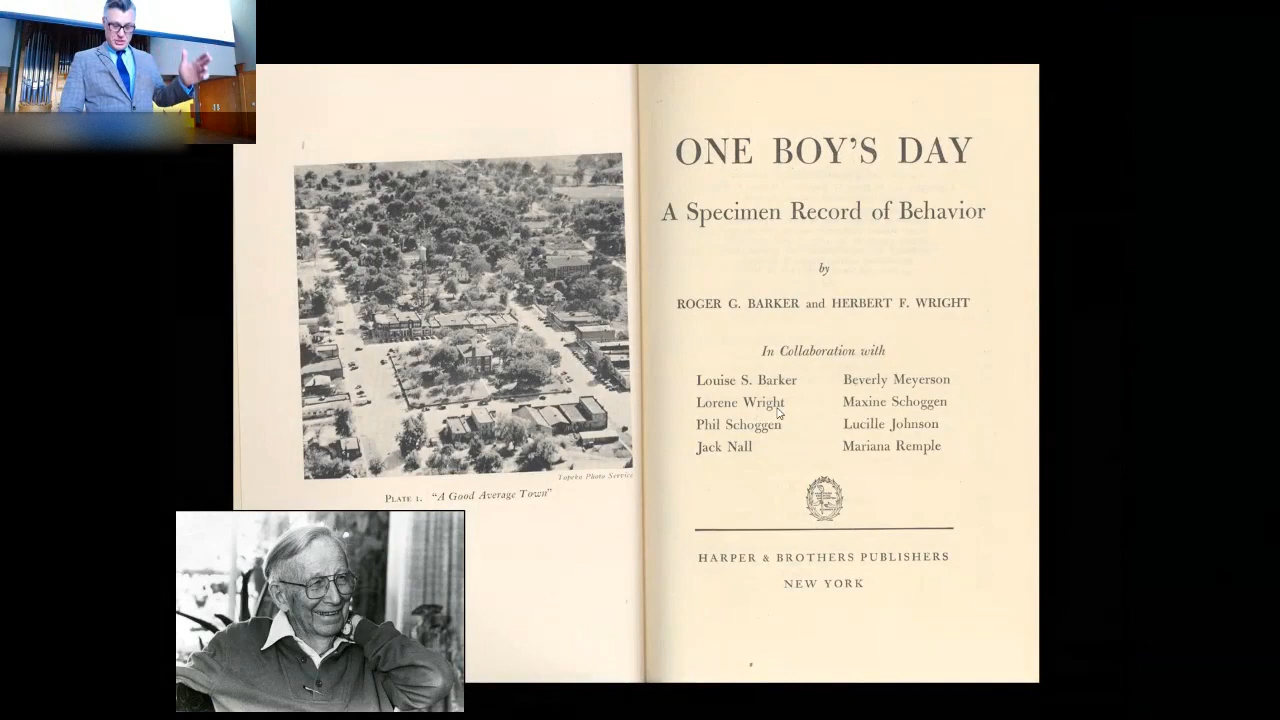 Topeka Photo Service
PLATE 1. "A Good Average Town"
ONE BOY'S DAY
A Specimen Record of Behavior
by
ROGER G. BARKER and HERBERT F. WRIGHT
In Collaboration with
Louise S. Barker
Beverly Meyerson
Lorene Wright
Maxine Schoggen
Phil Schoggen
Lucille Johnson
Jack Nall
Mariana Remple
HARPER & BROTHERS PUBLISHERS
NEW YORK